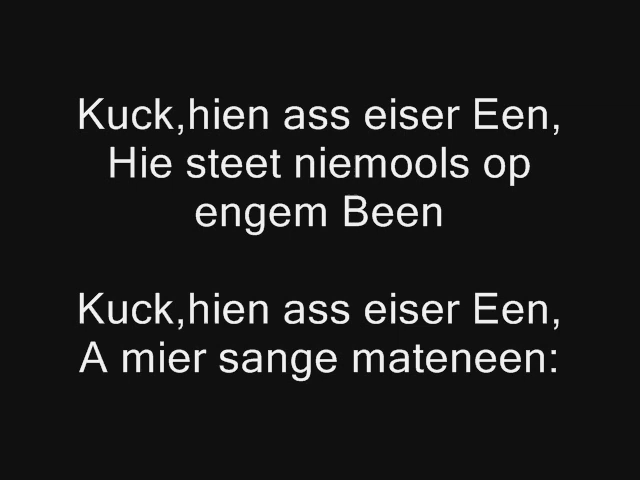 Kuck,hien ass eiser Een,
Hie steet niemools op
engem Been
Kuck,hien ass eiser Een,
A mier sange mateneen: